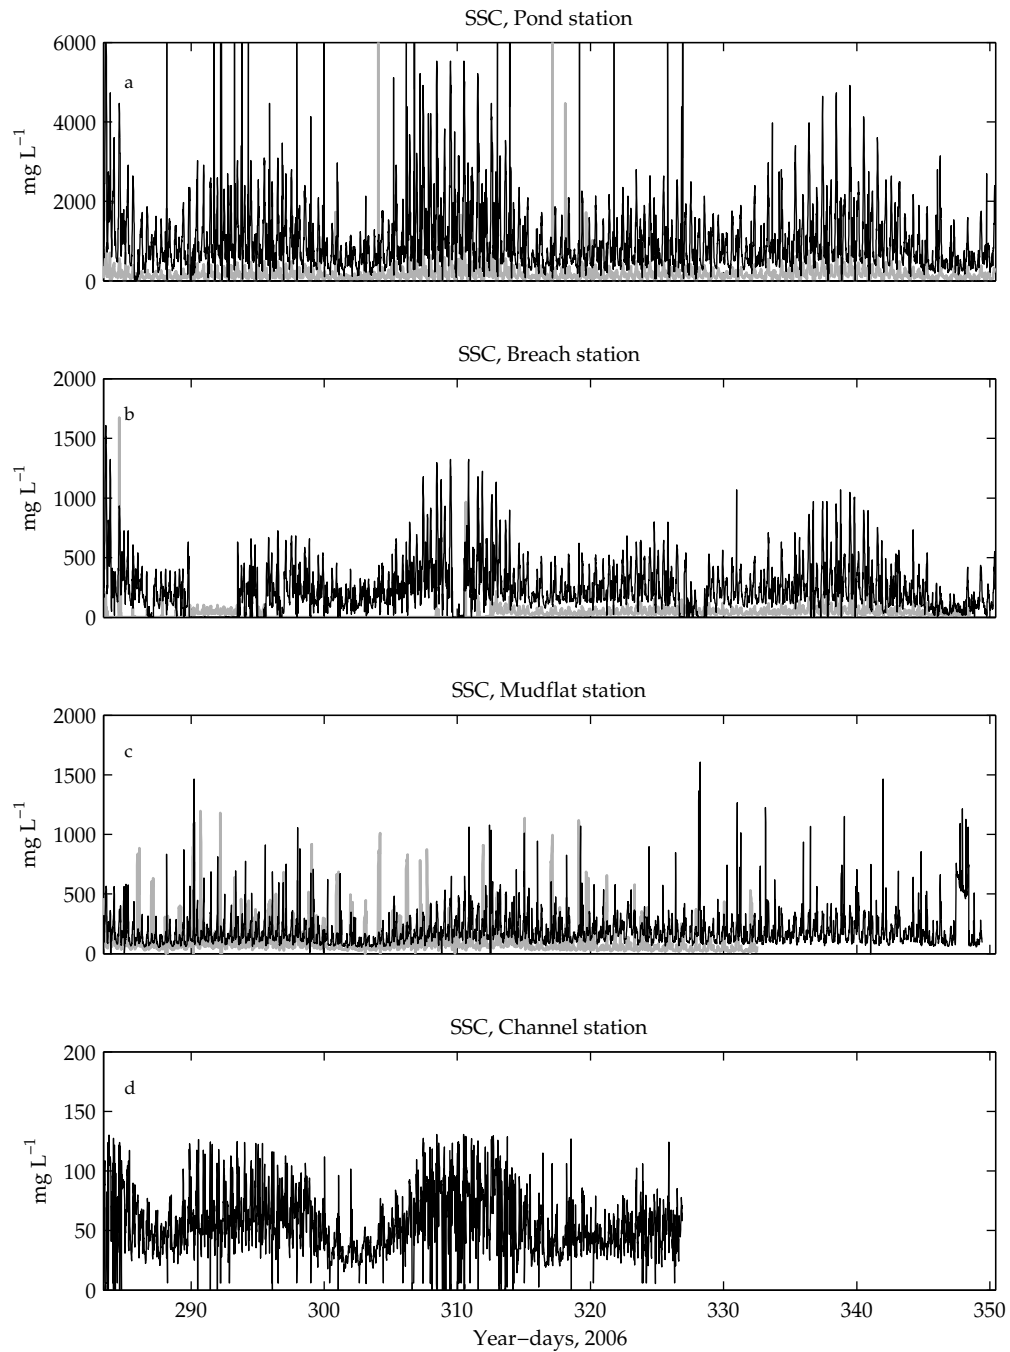 SSC, Pond station
6000
a
4000
mg L⁻¹
2000
0
SSC, Breach station
2000
b
1500
mg L⁻¹
1000
500
0
SSC, Mudflat station
2000
c
1500
mg L⁻¹
1000
500
0
SSC, Channel station
200
d
150
mg L⁻¹
100
50
0
290 300 310 320 330 340 350
Year−days, 2006